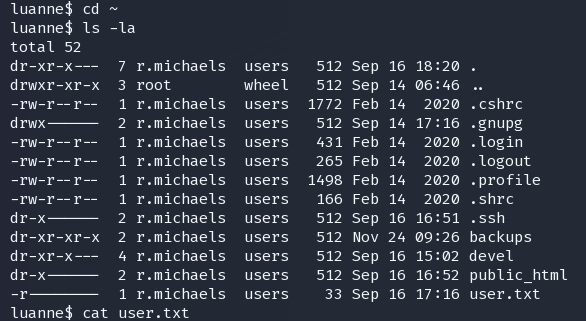 luanne$ cd ~
luanne$ ls -la
total 52
dr-xr-x---  7 r.michaels  users   512 Sep 16 18:20 .
drwxr-xr-x  3 root        wheel   512 Sep 14 06:46 ..
-rw-r--r--  1 r.michaels  users  1772 Feb 14  2020 .cshrc
drwx------  2 r.michaels  users   512 Sep 14 17:16 .gnupg
-rw-r--r--  1 r.michaels  users   431 Feb 14  2020 .login
-rw-r--r--  1 r.michaels  users   265 Feb 14  2020 .logout
-rw-r--r--  1 r.michaels  users  1498 Feb 14  2020 .profile
-rw-r--r--  1 r.michaels  users   166 Feb 14  2020 .shrc
dr-x------  2 r.michaels  users   512 Sep 16 16:51 .ssh
dr-xr-xr-x  2 r.michaels  users   512 Nov 24 09:26 backups
dr-xr-x---  4 r.michaels  users   512 Sep 16 15:02 devel
dr-x------  2 r.michaels  users   512 Sep 16 16:52 public_html
-r--------  1 r.michaels  users    33 Sep 16 17:16 user.txt
luanne$ cat user.txt